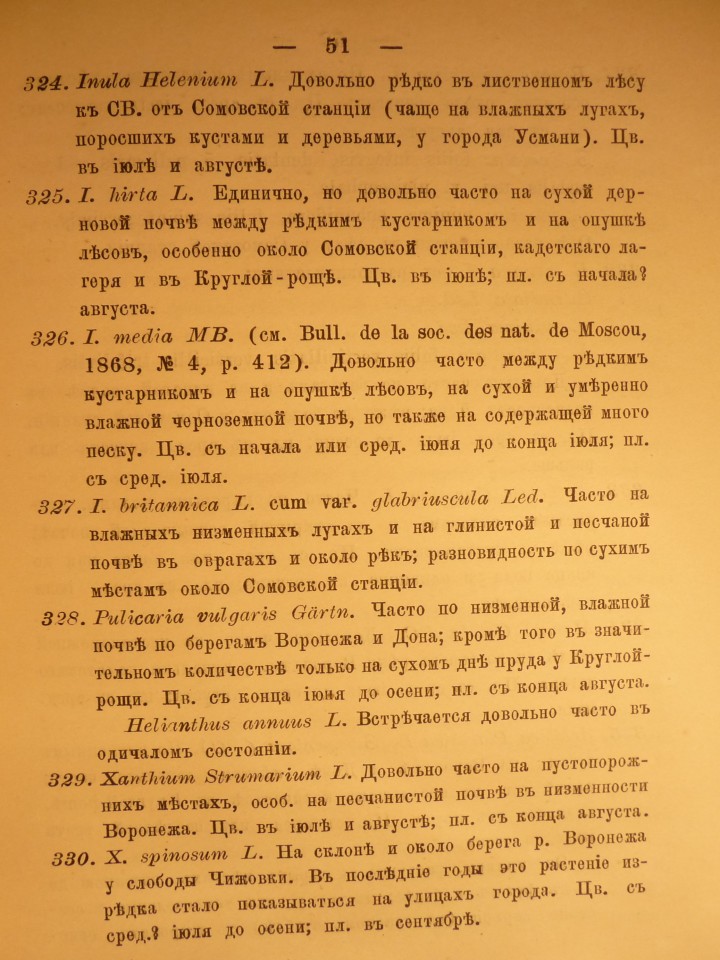 — 51 —
324. Inula Helenium L. Довольно рѣдко въ лиственномъ лѣсу
къ СВ. отъ Сомовской станціи (чаще на влажныхъ лугахъ,
поросшихъ кустами и деревьями, у города Усмани). Цв.
въ іюлѣ и августѣ.
325. I. hirta L. Единично, но довольно часто на сухой дер-
новой почвѣ между рѣдкимъ кустарникомъ и на опушкѣ
лѣсовъ, особенно около Сомовской станціи, кадетскаго ла-
геря и въ Круглой-рощѣ. Цв. въ іюнѣ; пл. съ начала?
августа.
326. I. media MB. (см. Bull. de la soc. des nat. de Moscou,
1868, № 4, p. 412). Довольно часто между рѣдкимъ
кустарникомъ и на опушкѣ лѣсовъ, на сухой и умѣренно
влажной черноземной почвѣ, но также на содержащей много
песку. Цв. съ начала или сред. іюня до конца іюля; пл.
съ сред. іюля.
327. I. britannica L. cum var. glabriuscula Led. Часто на
влажныхъ низменныхъ лугахъ и на глинистой и песчаной
почвѣ въ оврагахъ и около рѣкъ; разновидность по сухимъ
мѣстамъ около Сомовской станціи.
328. Pulicaria vulgaris Gärtn. Часто по низменной, влажной
почвѣ по берегамъ Воронежа и Дона; кромѣ того въ значи-
тельномъ количествѣ только на сухомъ днѣ пруда у Круглой-
рощи. Цв. съ конца іюня до осени; пл. съ конца августа.
Helianthus annuus L. Встрѣчается довольно часто въ
одичаломъ состояніи.
329. Xanthium Strumarium L. Довольно часто на пустопорож-
нихъ мѣстахъ, особ. на песчанистой почвѣ въ низменности
Воронежа. Цв. въ іюлѣ и августѣ; пл. съ конца августа.
330. X. spinosum L. На склонѣ и около берега р. Воронежа
у слободы Чижовки. Въ послѣдніе годы это растеніе из-
рѣдка стало показываться на улицахъ города. Цв. съ
сред.? іюля до осени; пл. въ сентябрѣ.